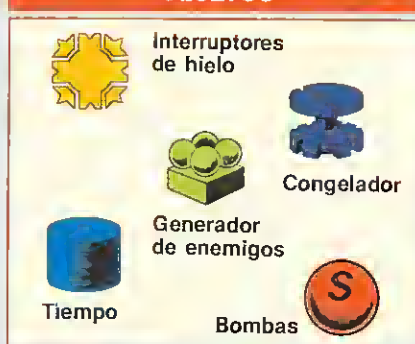 Interruptores
de hielo
Congelador
Generador
de enemigos
Tiempo
S
Bombas